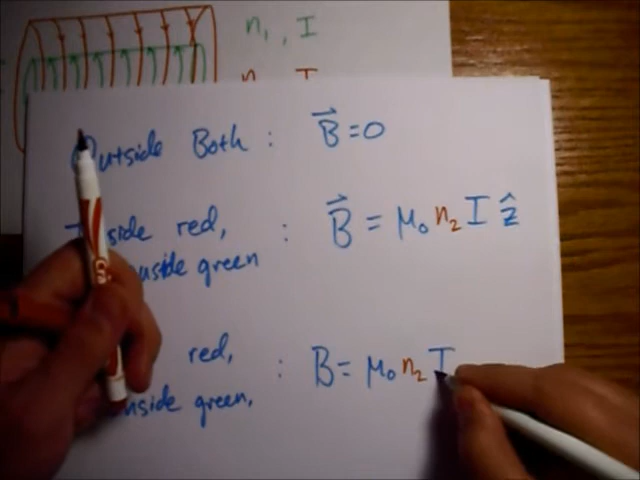 n₁, I
Outside Both : B⃗ = 0
red, : B⃗ = μ₀ n₂ I ẑ
green
red, : B = μ₀ n₂ I
inside green,